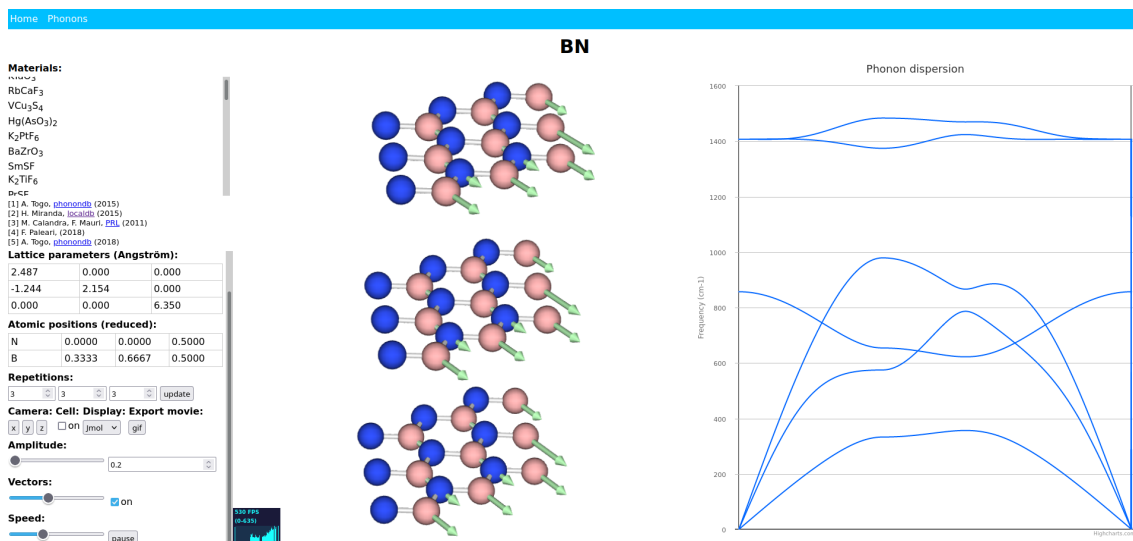 Home Phonons
BN
Materials:
RbCaF3
VCu3S4
Hg(AsO3)2
K2PtF6
BaZrO3
SmSF
K2TiF6
PrSF
[1] A. Togo, phonondb (2015)
[2] H. Miranda, localdb (2015)
[3] M. Calandra, F. Mauri, PRL (2011)
[4] F. Paleari, (2018)
[5] A. Togo, phonondb (2018)
Lattice parameters (Angström):
2.487 0.000 0.000
-1.244 2.154 0.000
0.000 0.000 6.350
Atomic positions (reduced):
N 0.0000 0.0000 0.5000
B 0.3333 0.6667 0.5000
Repetitions:
3 3 3 update
Camera: Cell: Display: Export movie:
x y z on Jmol gif
Amplitude:
0.2
Vectors:
on
Speed:
pause
530 FPS
(0-635)
Phonon dispersion
Frequency (cm-1)
1600
1400
1200
1000
800
600
400
200
0
Highcharts.com